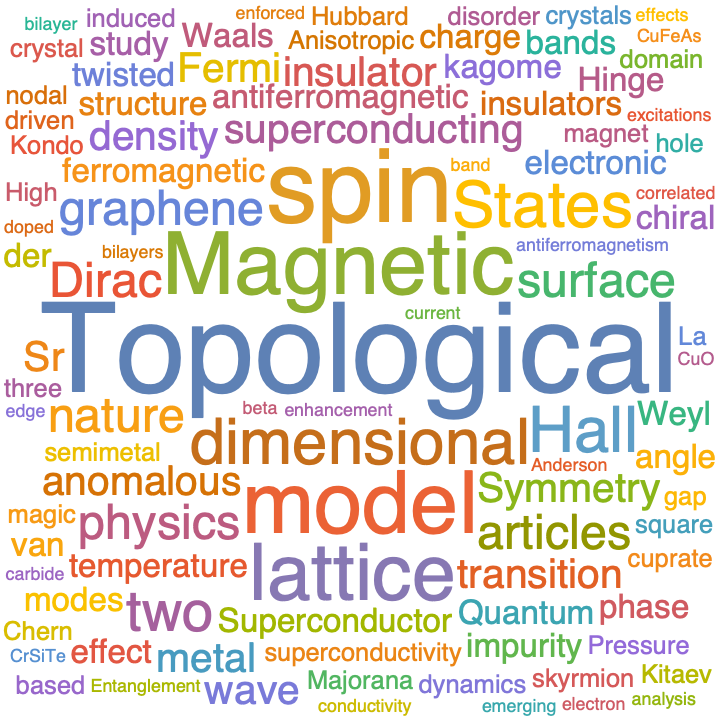 bilayer induced Waals enforced Hubbard disorder crystals effects
crystal study Anisotropic charge bands CuFeAs
twisted Fermi insulator kagome Hinge domain
nodal structure antiferromagnetic insulators excitations
driven density superconducting magnet hole
Kondo ferromagnetic spin band electronic
High graphene States correlated
doped bilayers antiferromagnetism chiral
der Dirac Magnetic surface
Topological current
Sr La
three CuO
edge nature beta enhancement Hall Weyl
semimetal dimensional Anderson angle
anomalous model Symmetry gap
magic physics articles square
van temperature lattice transition cuprate
carbide
modes two Superconductor Quantum phase
Chern
CrSiTe effect metal superconductivity impurity Pressure
based Entanglement wave Majorana dynamics skyrmion Kitaev
conductivity emerging electron analysis